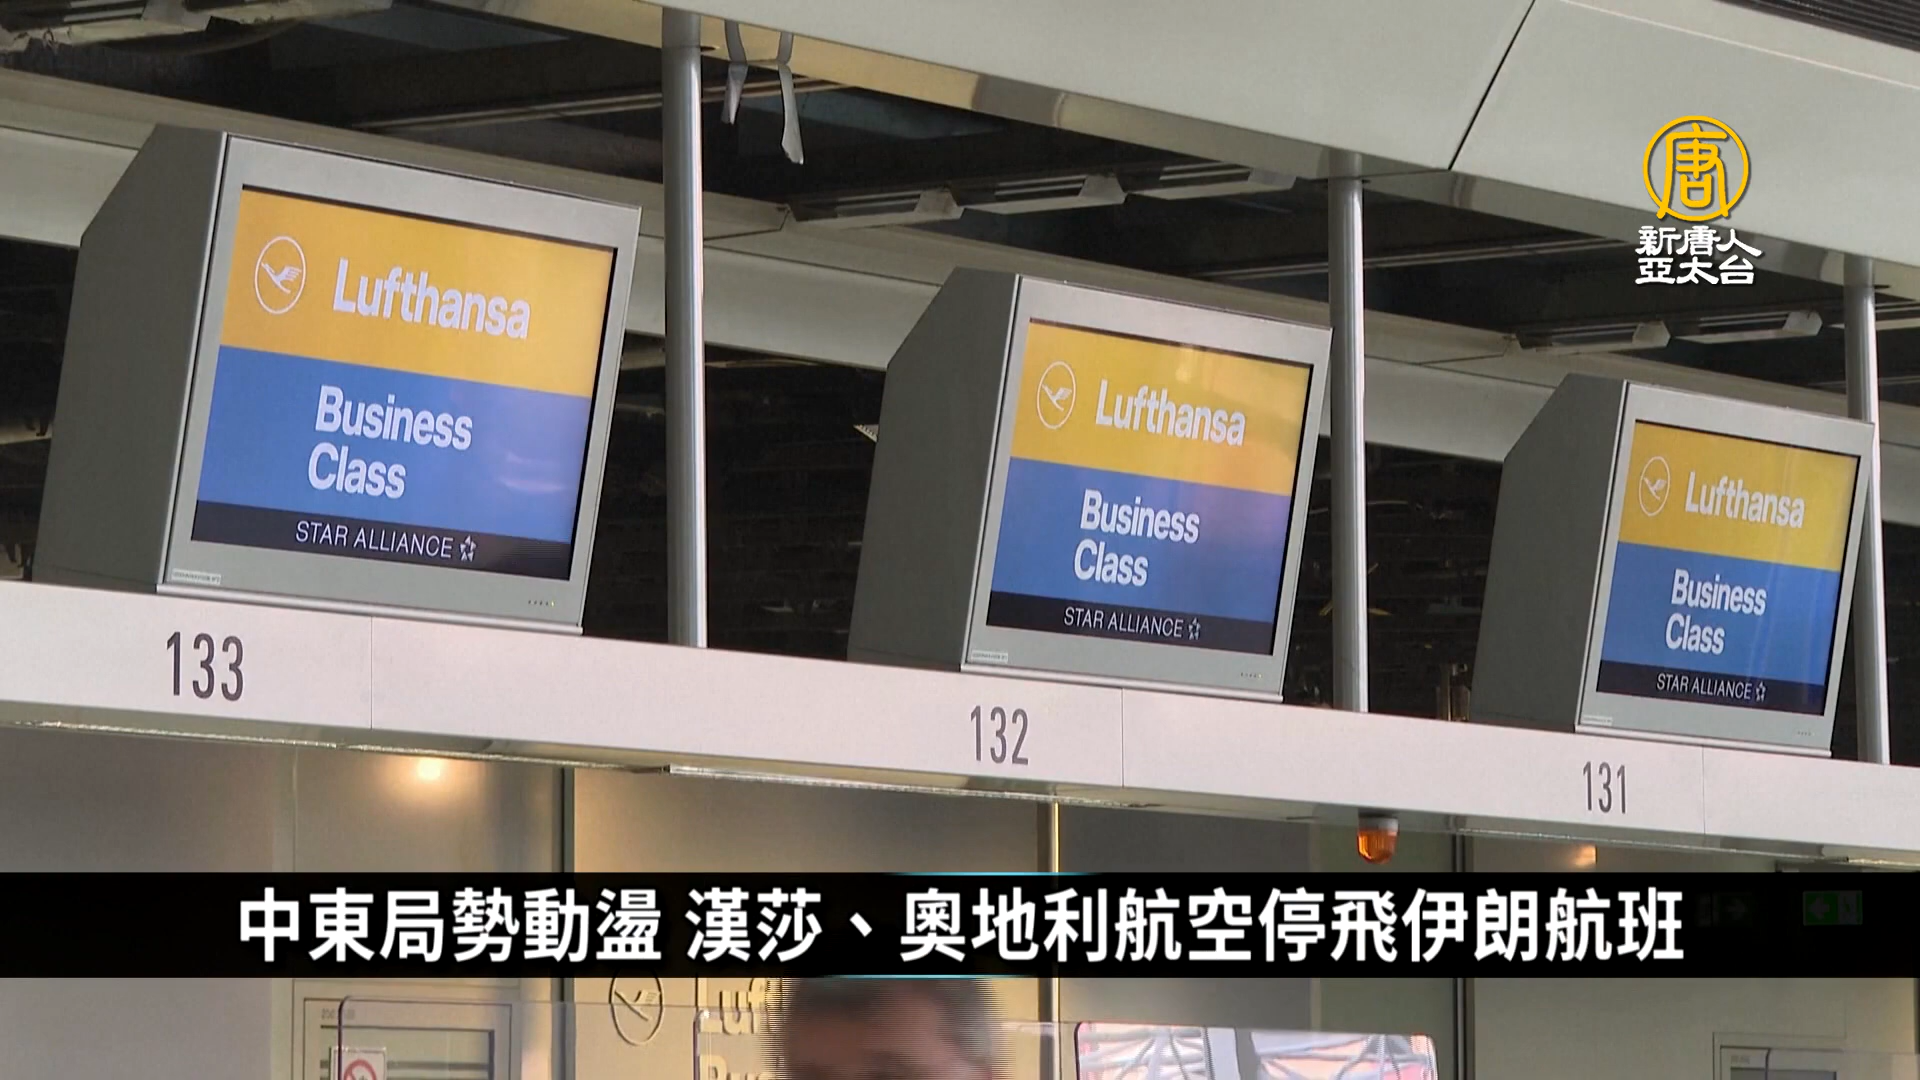 唐
新唐人
亞太台
Lufthansa
Business
Class
STAR ALLIANCE
133
Lufthansa
Business
Class
STAR ALLIANCE
132
Lufthansa
Business
Class
STAR ALLIANCE
131
中東局勢動盪 漢莎、奧地利航空停飛伊朗航班